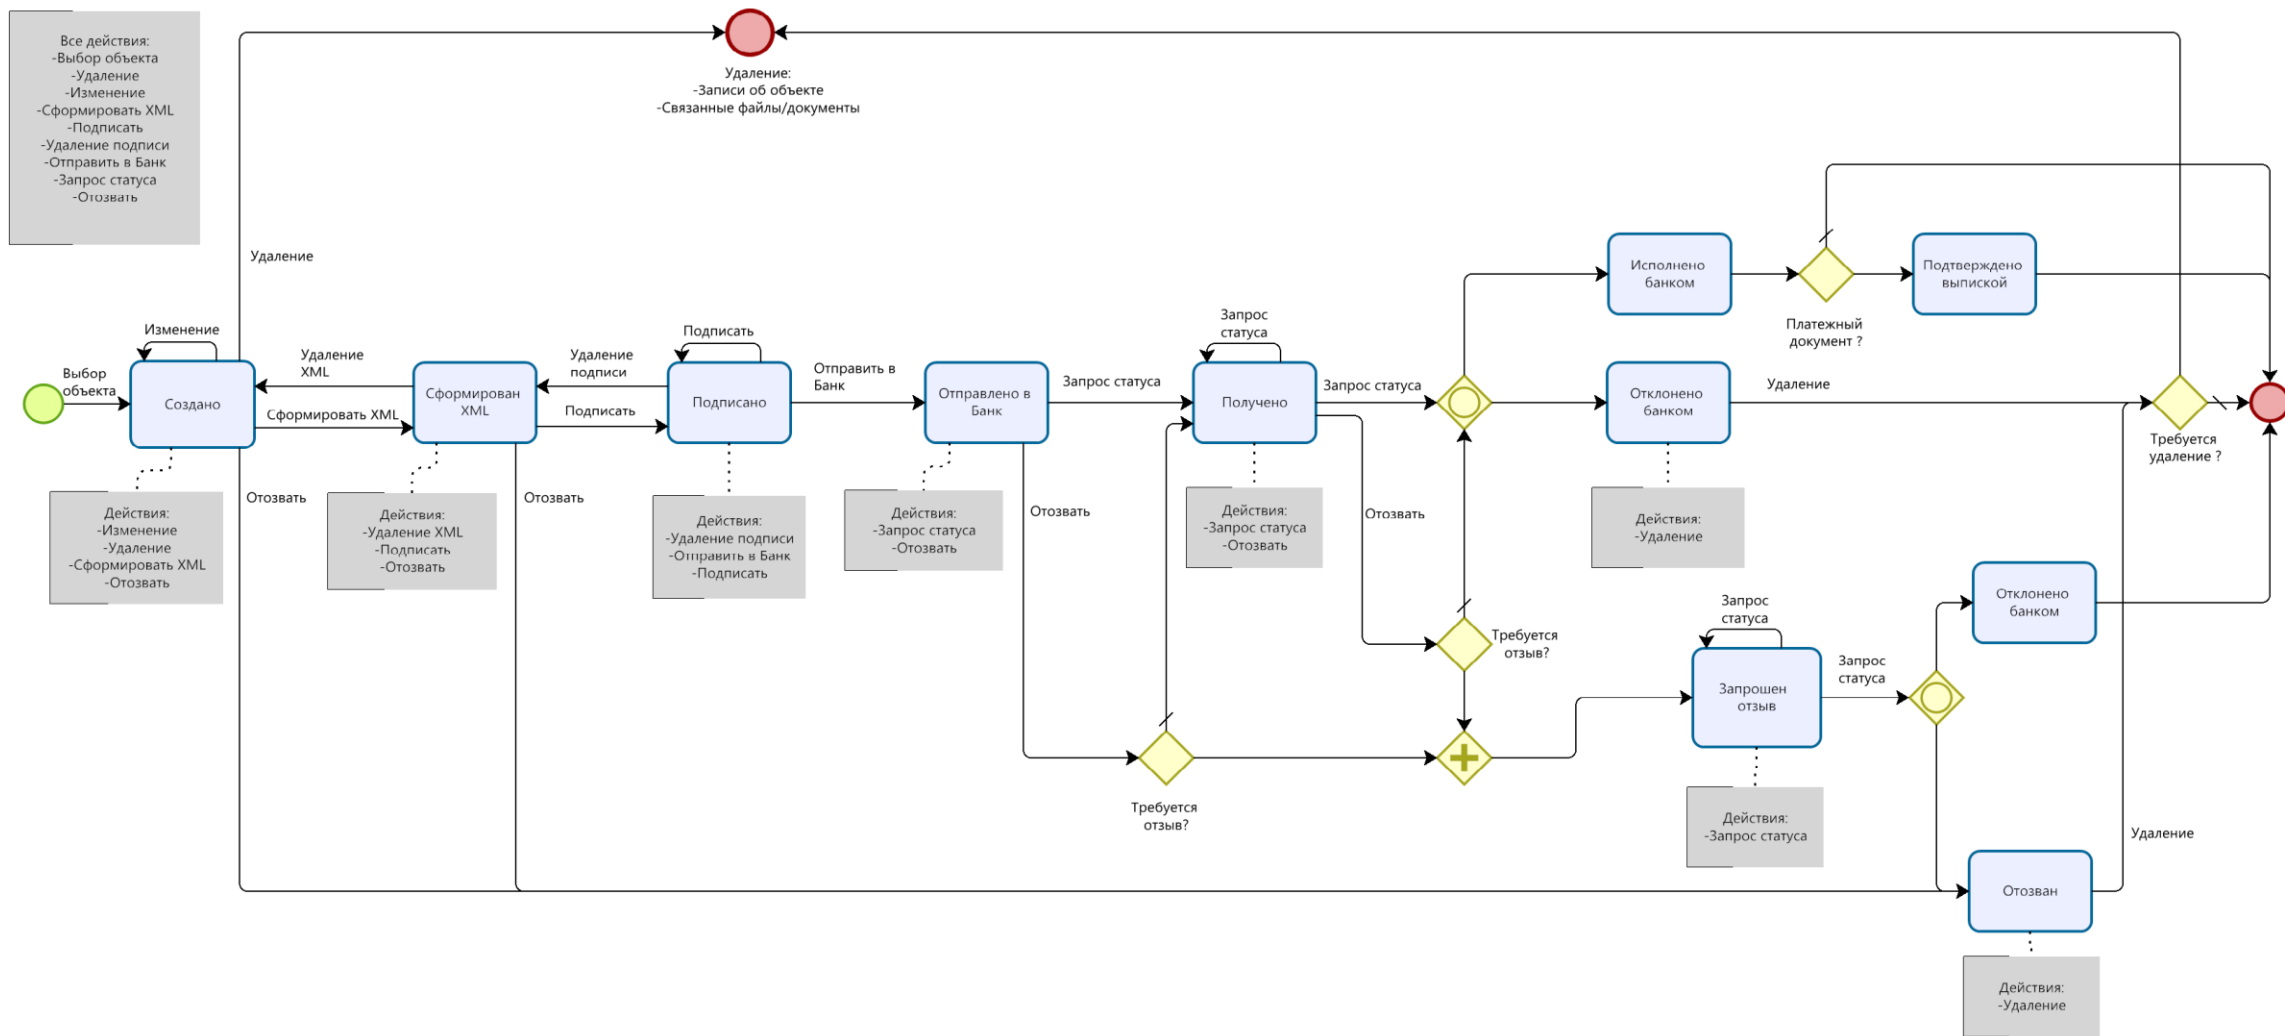 Все действия:
-Выбор объекта
-Удаление
-Изменение
-Сформировать XML
-Подписать
-Удаление подписи
-Отправить в Банк
-Запрос статуса
-Отозвать
Удаление:
-Записи об объекте
-Связанные файлы/документы
Удаление
Выбор
объекта
Изменение
Создано
Удаление
XML
Сформировать XML
Сформирован
XML
Удаление
подписи
Подписать
Подписать
Подписано
Отправить в
Банк
Отправлено в
Банк
Запрос статуса
Запрос
статуса
Получено
Запрос статуса
Исполнено
банком
Платежный
документ ?
Подтверждено
выпиской
Отклонено
банком
Удаление
Требуется
удаление ?
Действия:
-Изменение
-Удаление
-Сформировать XML
-Отозвать
Отозвать
Действия:
-Удаление XML
-Подписать
-Отозвать
Отозвать
Действия:
-Удаление подписи
-Отправить в Банк
-Подписать
Действия:
-Запрос статуса
-Отозвать
Отозвать
Действия:
-Запрос статуса
-Отозвать
Отозвать
Действия:
-Удаление
Требуется
отзыв?
Требуется
отзыв?
Запрос
статуса
Запрошен
отзыв
Запрос
статуса
Отклонено
банком
Действия:
-Запрос статуса
Удаление
Отозван
Действия:
-Удаление